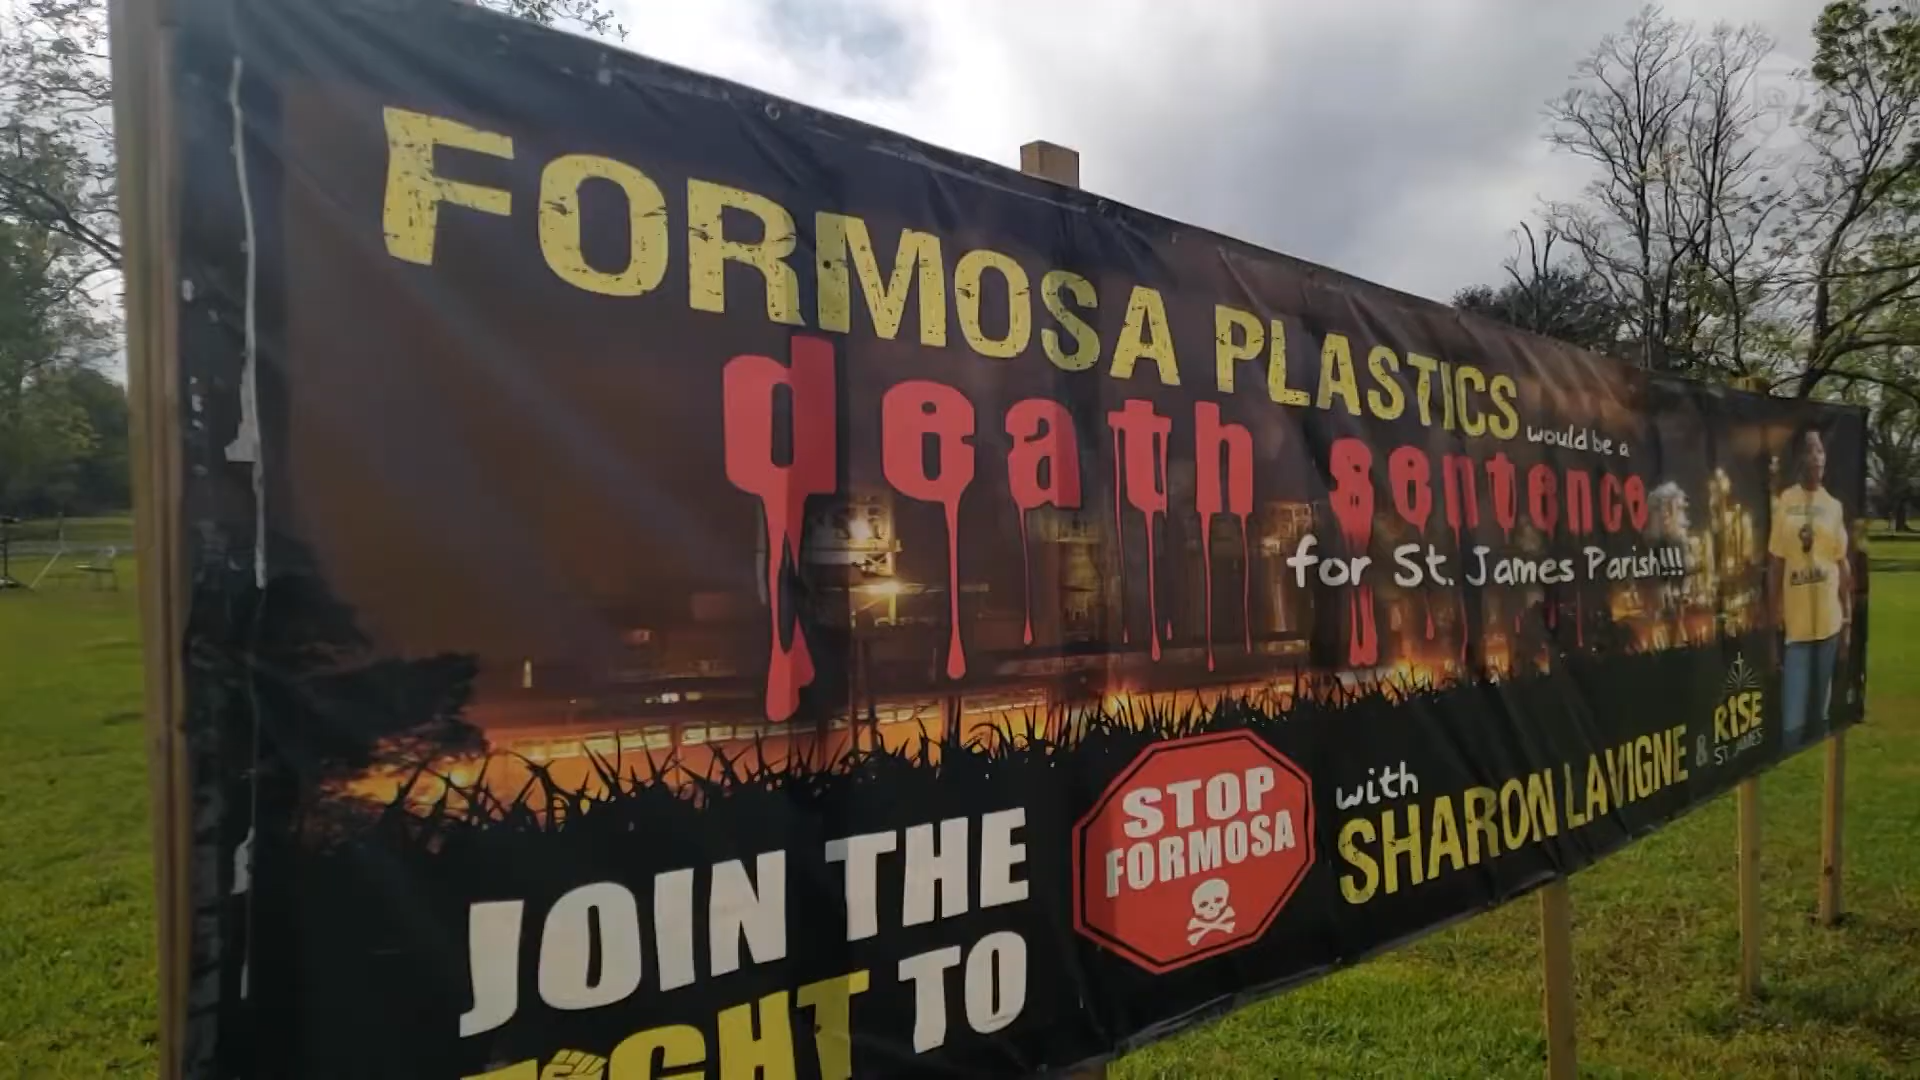 FORMOSA PLASTICS would be a
death sentence
for St. James Parish!!!
JOIN THE
FIGHT TO
STOP
FORMOSA
with
SHARON LAVIGNE & RISE
ST. JAMES